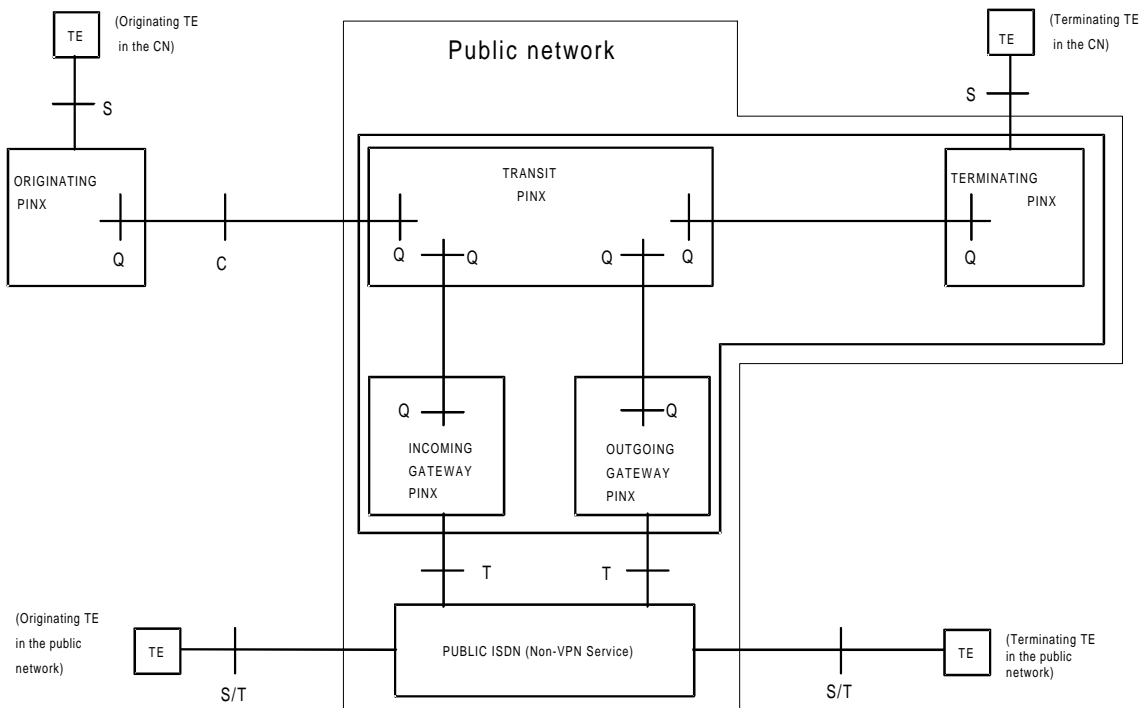 TE
(Originating TE
in the CN)
S
Public network
(Terminating TE
in the CN)
TE
S
ORIGINATING
PINX
Q
C
TRANSIT
PINX
Q
Q
Q
Q
TERMINATING
PINX
Q
Q
INCOMING
GATEWAY
PINX
Q
OUTGOING
GATEWAY
PINX
T
T
(Originating TE
in the public
network)
TE
S/T
PUBLIC ISDN (Non-VPN Service)
S/T
TE
(Terminating TE
in the public
network)